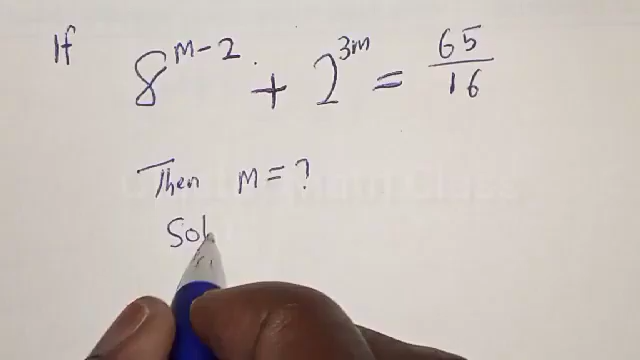 If 8^{m-2} + 2^{3m} = 65/16
Then m = ?
Sol